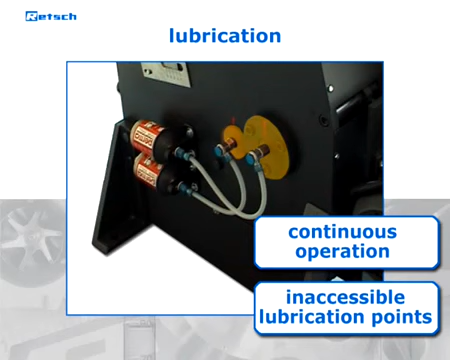 Retsch
lubrication
continuous
operation
inaccessible
lubrication points